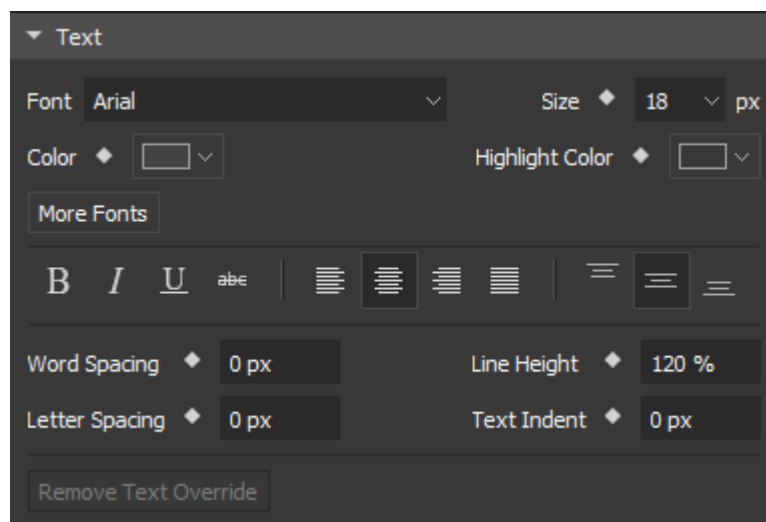 Text
Font Arial Size 18 px
Color Highlight Color
More Fonts
B I U abc
Word Spacing 0 px Line Height 120 %
Letter Spacing 0 px Text Indent 0 px
Remove Text Override